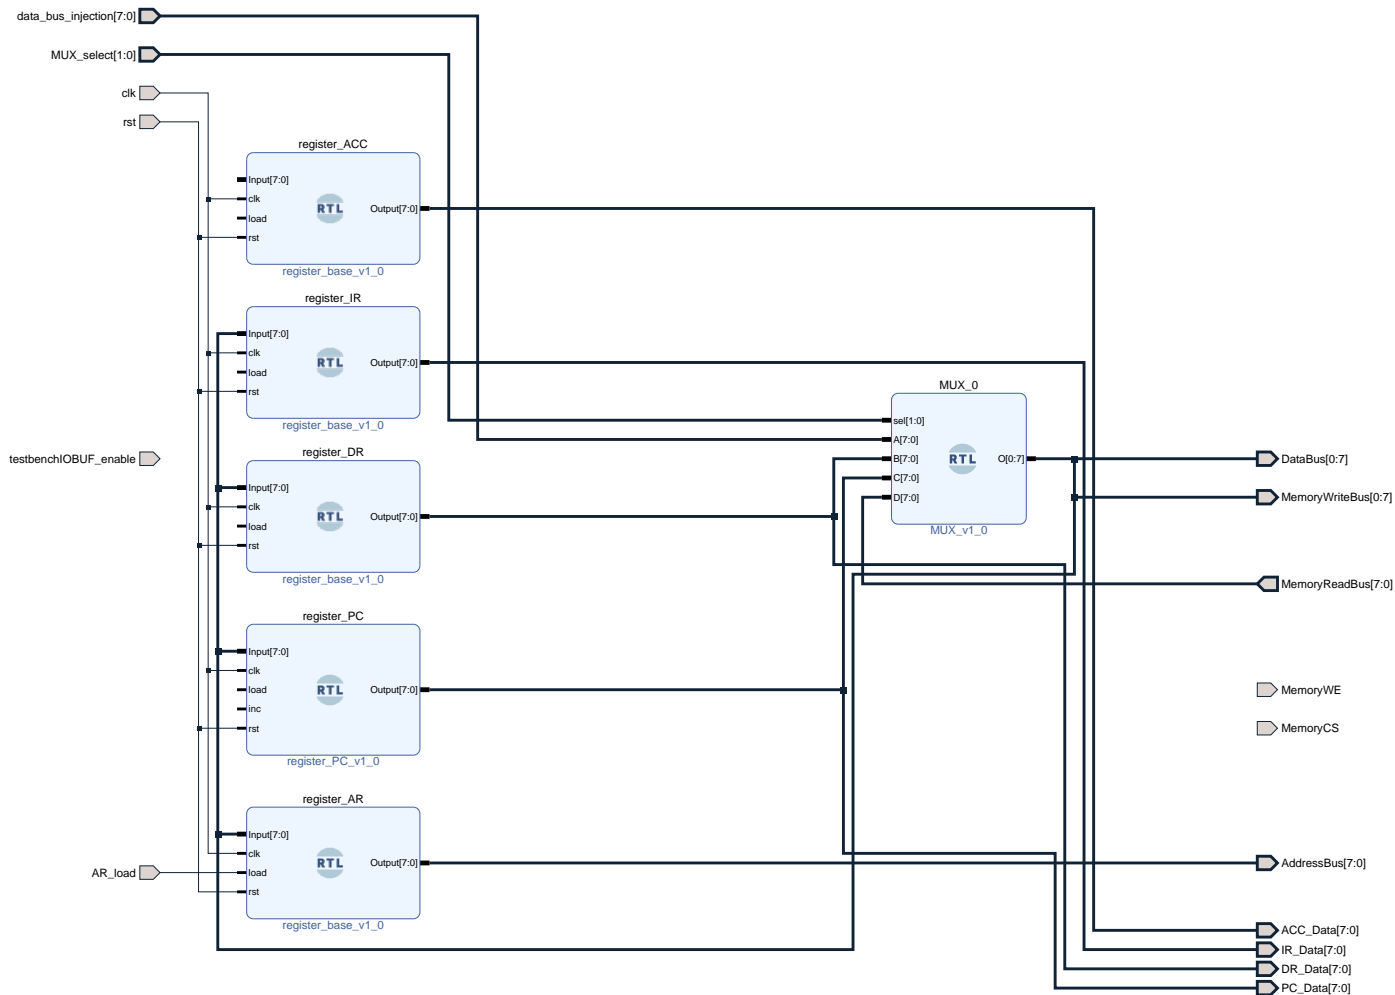 data_bus_injection[7:0]
MUX_select[1:0]
clk
rst
register_ACC
Input[7:0]
clk
load
rst
RTL
Output[7:0]
register_base_v1_0
register_IR
Input[7:0]
clk
load
rst
RTL
Output[7:0]
register_base_v1_0
testbenchIOBUF_enable
register_DR
Input[7:0]
clk
load
rst
RTL
Output[7:0]
register_base_v1_0
register_PC
Input[7:0]
clk
load
inc
rst
RTL
Output[7:0]
register_PC_v1_0
AR_load
register_AR
Input[7:0]
clk
load
rst
RTL
Output[7:0]
register_base_v1_0
MUX_0
sel[1:0]
A[7:0]
B[7:0]
C[7:0]
D[7:0]
RTL
O[0:7]
MUX_v1_0
DataBus[0:7]
MemoryWriteBus[0:7]
MemoryReadBus[7:0]
MemoryWE
MemoryCS
AddressBus[7:0]
ACC_Data[7:0]
IR_Data[7:0]
DR_Data[7:0]
PC_Data[7:0]